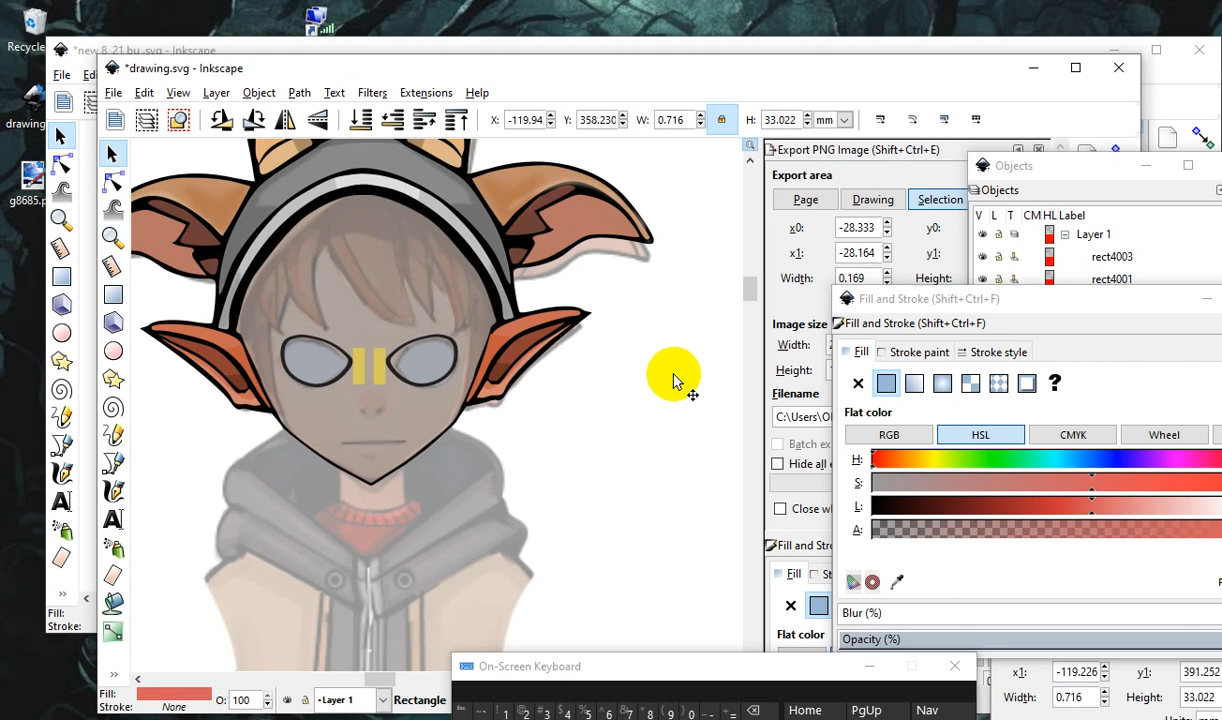 Recycle
*new 8_21 bu .svg - Inkscape
*drawing.svg - Inkscape
File
File Edit View Layer Object Path Text Filters Extensions Help
X: -119.94 Y: 358.230 W: 0.716 H: 33.022 mm
drawing
g8685.p
Export PNG Image (Shift+Ctrl+E)
Export area
Page Drawing Selection
x0: -28.333 y0:
x1: -28.164 y1:
Width: 0.169 Height:
Image size
Width:
Height:
Filename
Batch ex
Hide all
Close w
Objects
Objects
V L T CM HL Label
Layer 1
rect4003
rect4001
Fill and Stroke (Shift+Ctrl+F)
Fill and Stroke (Shift+Ctrl+F)
Fill Stroke paint Stroke style
?
Flat color
RGB HSL CMYK Wheel
H:
S:
L:
A:
Blur (%)
Opacity (%)
Fill and Stro
Fill St
Flat color
Fill:
Stroke:
Fill:
Stroke: None
O: 100 Layer 1 Rectangle
On-Screen Keyboard
Home PgUp Nav
x1: -119.226 y1: 391.252
Width: 0.716 Height: 33.022